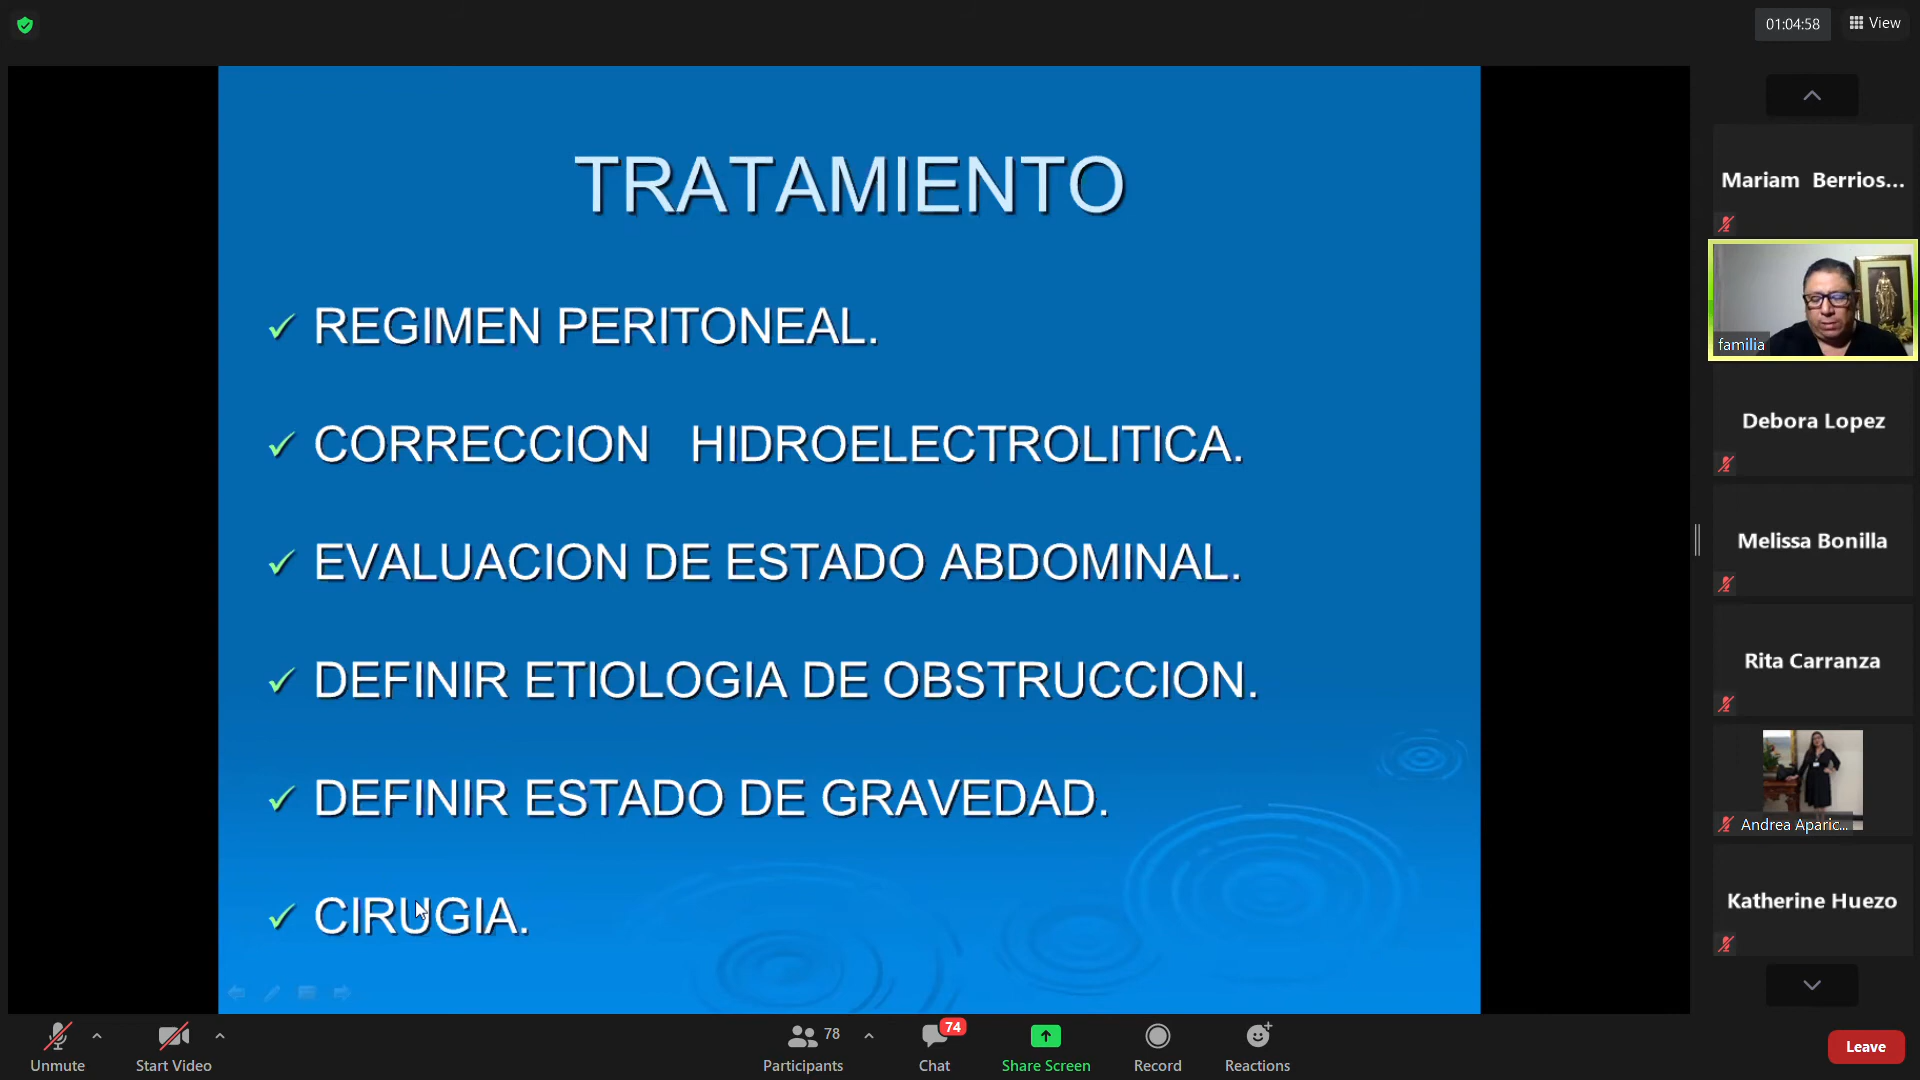 01:04:58
View
TRATAMIENTO
✓ REGIMEN PERITONEAL.
✓ CORRECCION HIDROELECTROLITICA.
✓ EVALUACION DE ESTADO ABDOMINAL.
✓ DEFINIR ETIOLOGIA DE OBSTRUCCION.
✓ DEFINIR ESTADO DE GRAVEDAD.
✓ CIRUGIA.
Mariam Berrios...
familia
Debora Lopez
Melissa Bonilla
Rita Carranza
Andrea Aparic...
Katherine Huezo
Unmute
Start Video
78
Participants
74
Chat
Share Screen
Record
Reactions
Leave